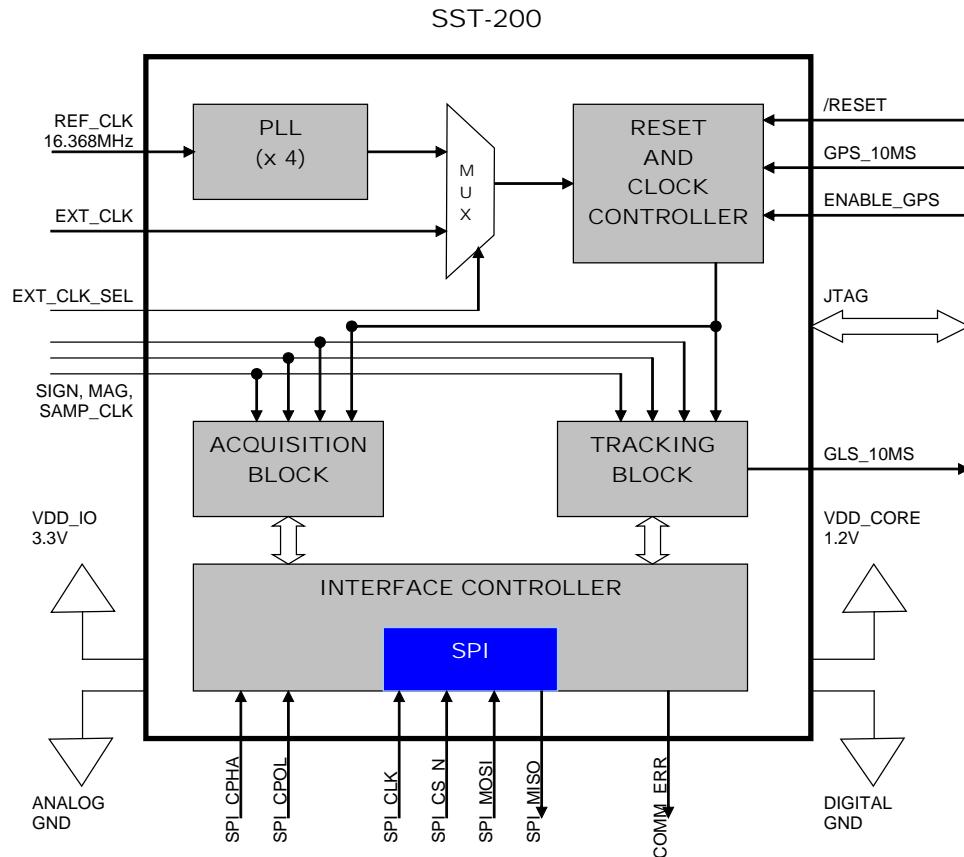 SST-200
REF_CLK
16.368MHz
PLL
(x 4)
MUX
RESET
AND
CLOCK
CONTROLLER
/RESET
GPS_10MS
ENABLE_GPS
EXT_CLK
EXT_CLK_SEL
JTAG
SIGN, MAG,
SAMP_CLK
ACQUISITION
BLOCK
TRACKING
BLOCK
GLS_10MS
VDD_IO
3.3V
VDD_CORE
1.2V
INTERFACE CONTROLLER
SPI
ANALOG
GND
SPI_CPHA
SPI_CPOL
SPI_CLK
SPI_CS_N
SPI_MOSI
SPI_MISO
COMM_ERR
DIGITAL
GND